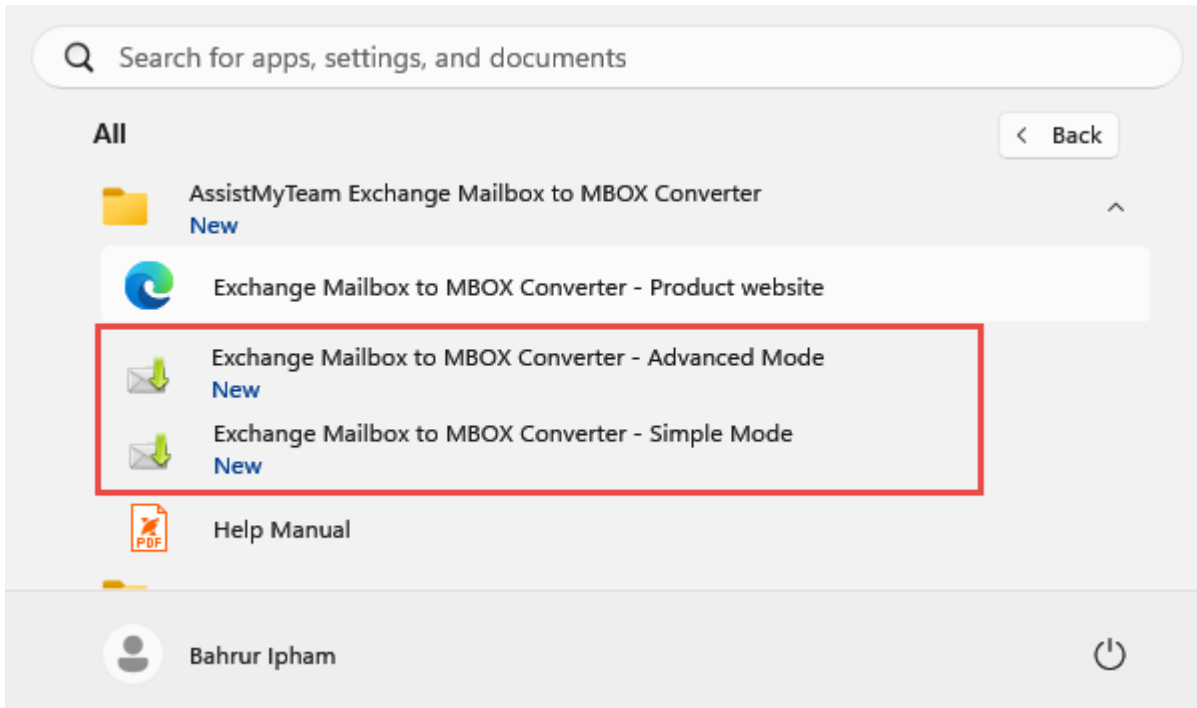 Search for apps, settings, and documents
All
Back
AssistMyTeam Exchange Mailbox to MBOX Converter
New
Exchange Mailbox to MBOX Converter - Product website
Exchange Mailbox to MBOX Converter - Advanced Mode
New
Exchange Mailbox to MBOX Converter - Simple Mode
New
PDF
Help Manual
Bahrur Ipham